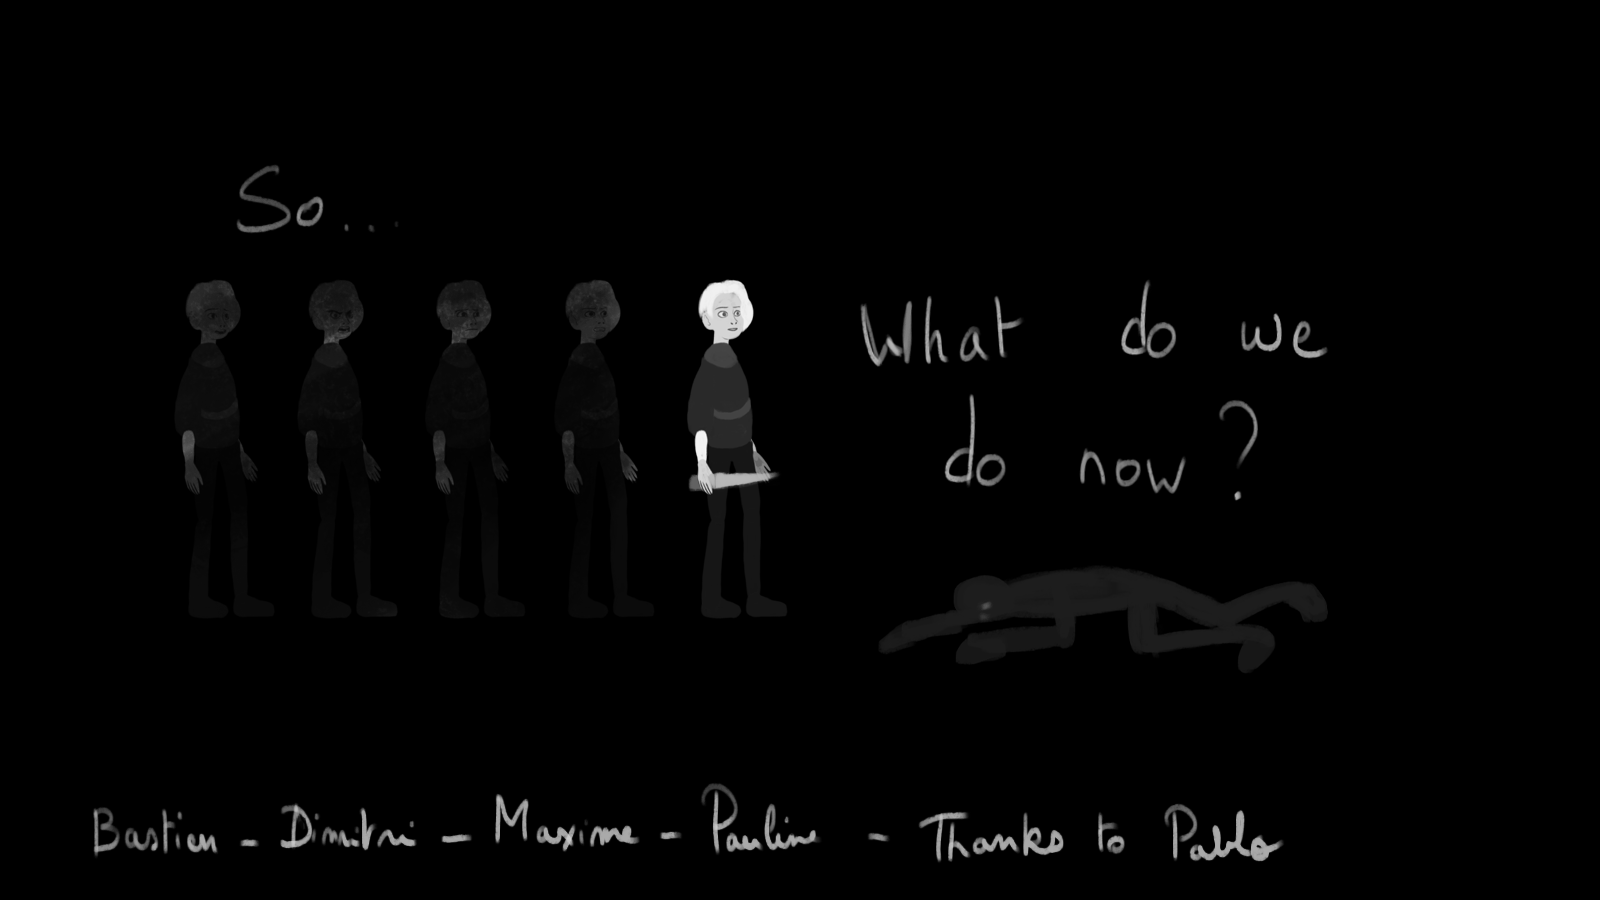 So...
What do we
do now ?
Bastien - Dimitri - Maxime - Pauline - Thanks to Pablo